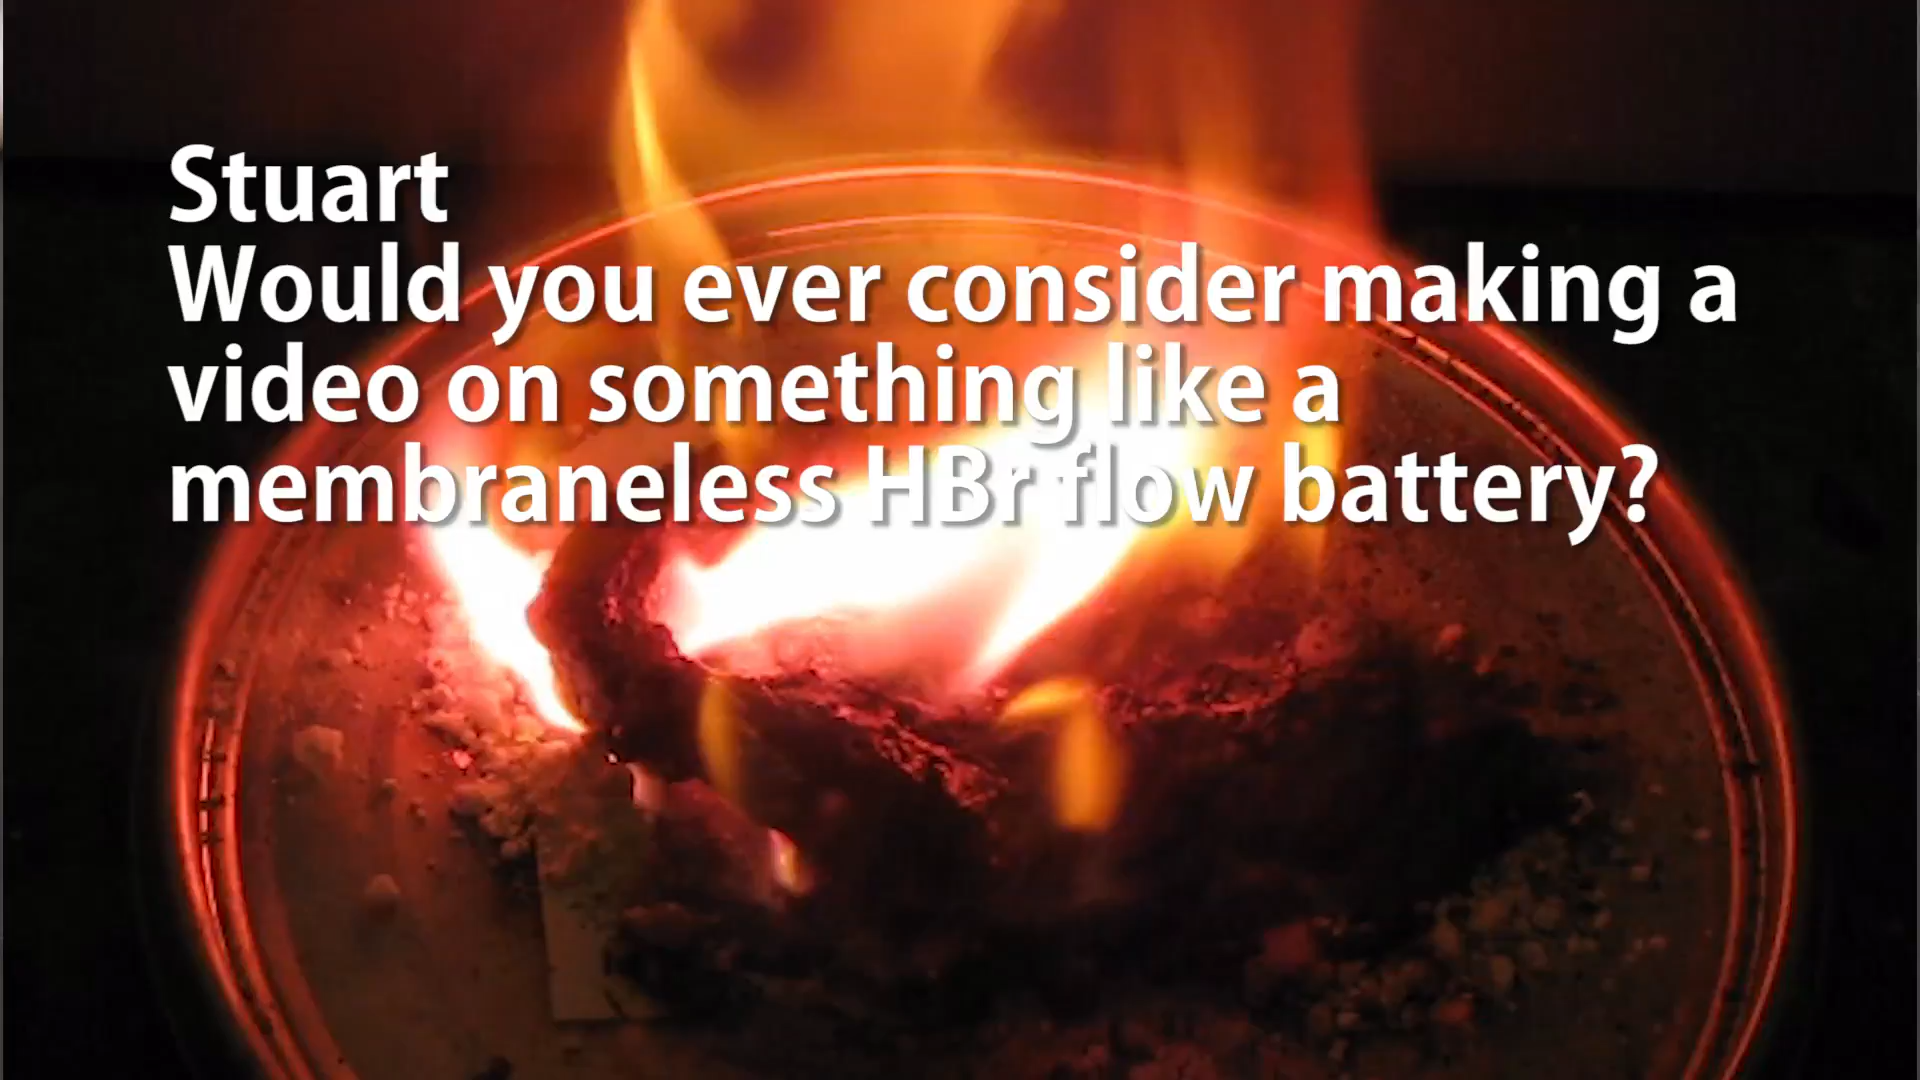 Stuart
Would you ever consider making a
video on something like a
membraneless HBr flow battery?